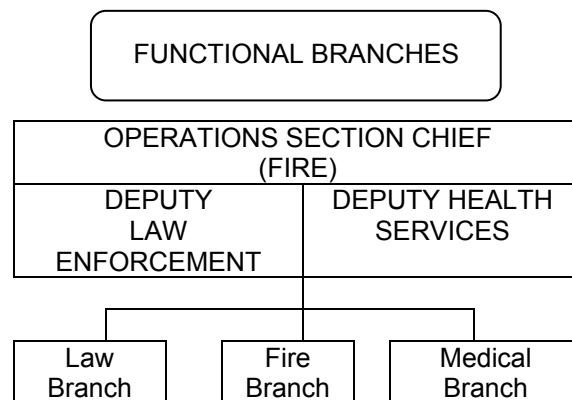 FUNCTIONAL BRANCHES
OPERATIONS SECTION CHIEF
(FIRE)
DEPUTY
LAW
ENFORCEMENT
DEPUTY HEALTH
SERVICES
Law
Branch
Fire
Branch
Medical
Branch